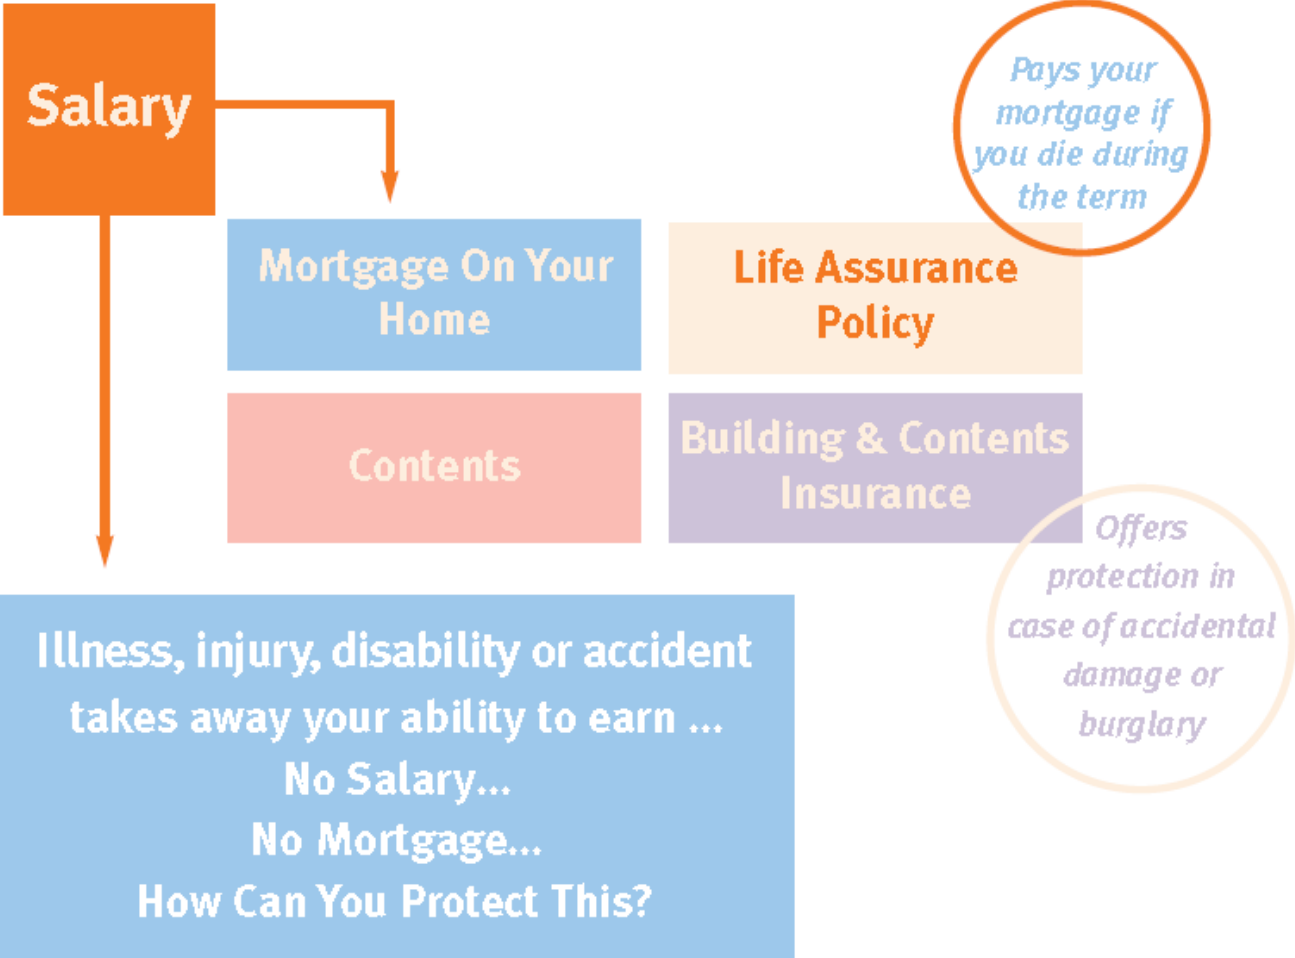 Salary
Pays your
mortgage if
you die during
the term
Mortgage On Your
Home
Life Assurance
Policy
Contents
Building & Contents
Insurance
Offers
protection in
case of accidental
damage or
burglary
Illness, injury, disability or accident
takes away your ability to earn ...
No Salary...
No Mortgage...
How Can You Protect This?